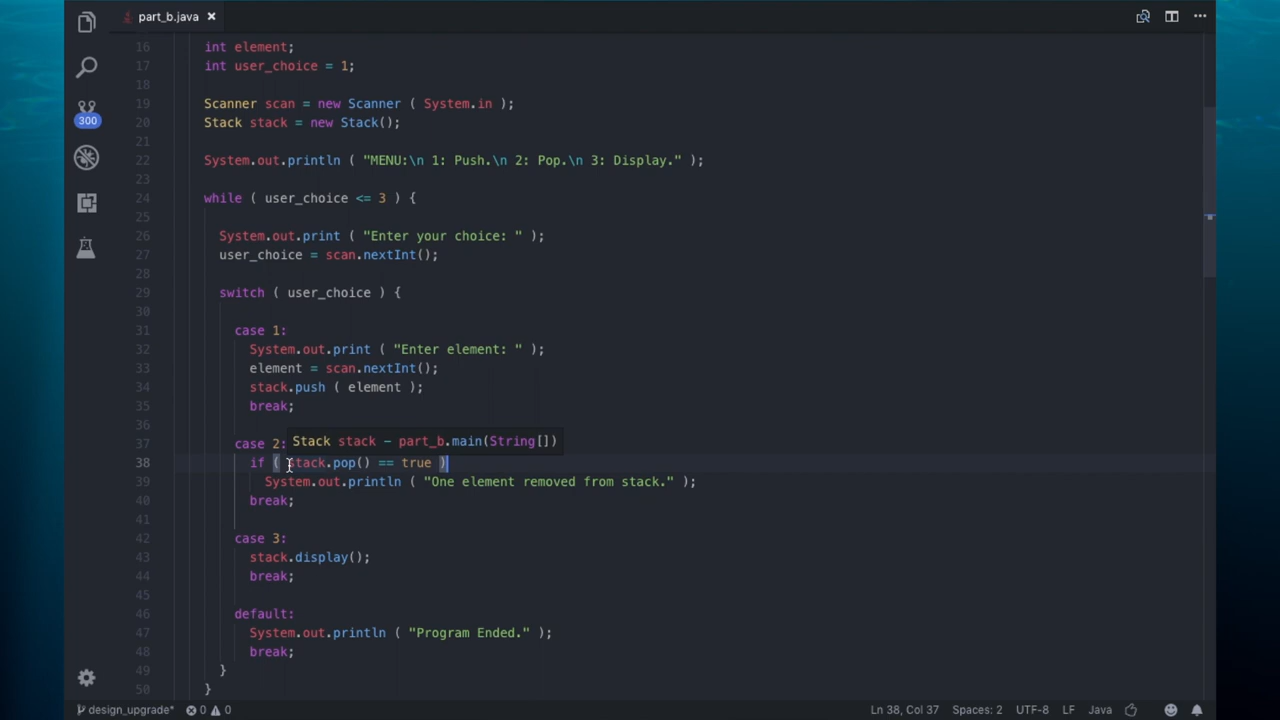 part_b.java
300
16 int element;
17 int user_choice = 1;
18
19 Scanner scan = new Scanner ( System.in );
20 Stack stack = new Stack();
21
22 System.out.println ( "MENU:\n 1: Push.\n 2: Pop.\n 3: Display." );
23
24 while ( user_choice <= 3 ) {
25
26 System.out.print ( "Enter your choice: " );
27 user_choice = scan.nextInt();
28
29 switch ( user_choice ) {
30
31 case 1:
32 System.out.print ( "Enter element: " );
33 element = scan.nextInt();
34 stack.push ( element );
35 break;
36
37 case 2:
Stack stack – part_b.main(String[])
38 if ( stack.pop() == true )
39 System.out.println ( "One element removed from stack." );
40 break;
41
42 case 3:
43 stack.display();
44 break;
45
46 default:
47 System.out.println ( "Program Ended." );
48 break;
49 }
50 }
design_upgrade* 0 0 Ln 38, Col 37 Spaces: 2 UTF-8 LF Java